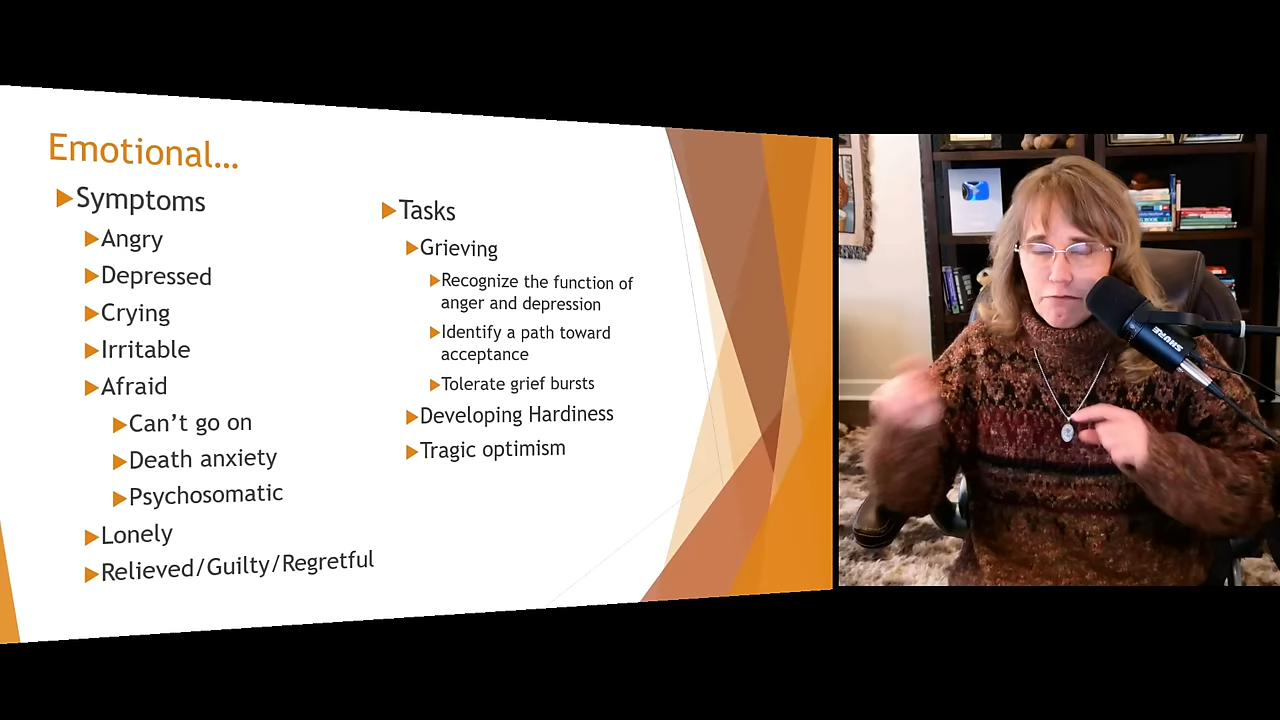 Emotional…
Symptoms
Angry
Depressed
Crying
Irritable
Afraid
Can't go on
Death anxiety
Psychosomatic
Lonely
Relieved/Guilty/Regretful
Tasks
Grieving
Recognize the function of
anger and depression
Identify a path toward
acceptance
Tolerate grief bursts
Developing Hardiness
Tragic optimism
SHURE